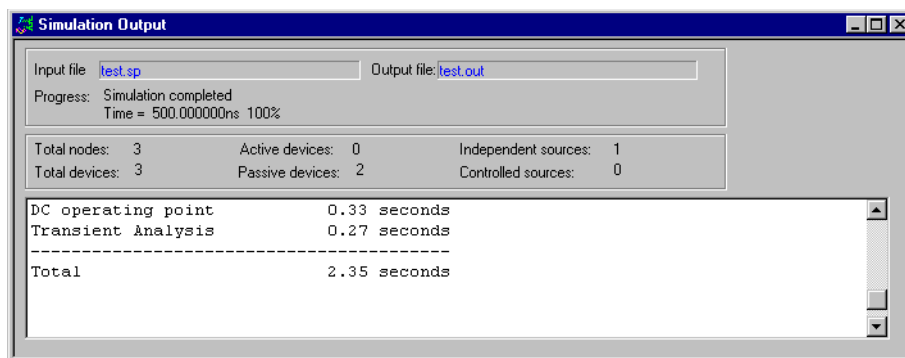 Simulation Output
Input file test.sp Output file: test.out
Progress: Simulation completed
Time = 500.000000ns 100%
Total nodes: 3 Active devices: 0 Independent sources: 1
Total devices: 3 Passive devices: 2 Controlled sources: 0
DC operating point 0.33 seconds
Transient Analysis 0.27 seconds
-----------------------------------------
Total 2.35 seconds